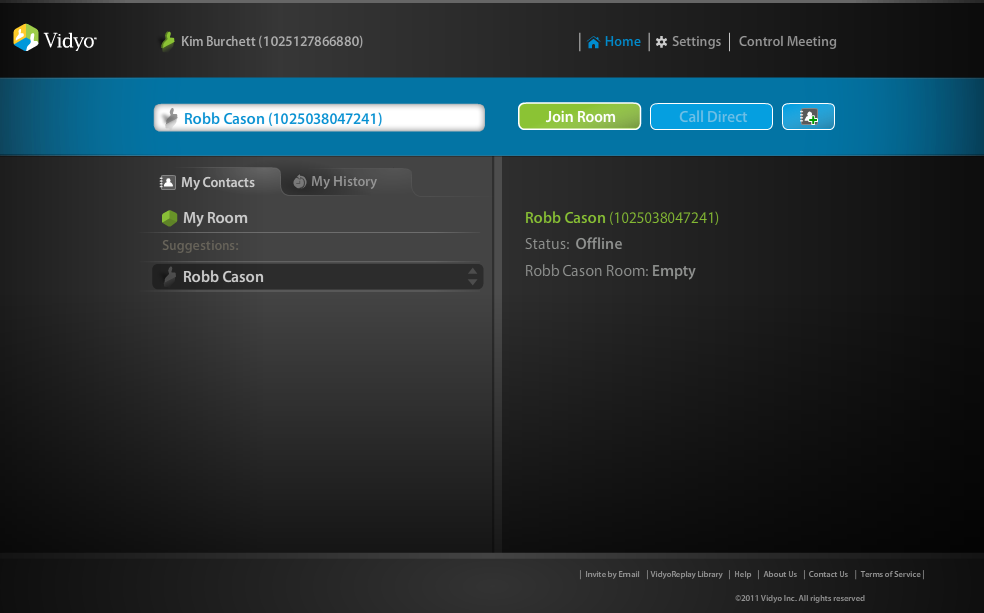 Vidyo
Kim Burchett (1025127866880)
Home
Settings
Control Meeting
Robb Cason (1025038047241)
Join Room
Call Direct
My Contacts
My History
My Room
Suggestions:
Robb Cason
Robb Cason (1025038047241)
Status: Offline
Robb Cason Room: Empty
| Invite by Email | VidyoReplay Library | Help | About Us | Contact Us | Terms of Service |
©2011 Vidyo Inc. All rights reserved